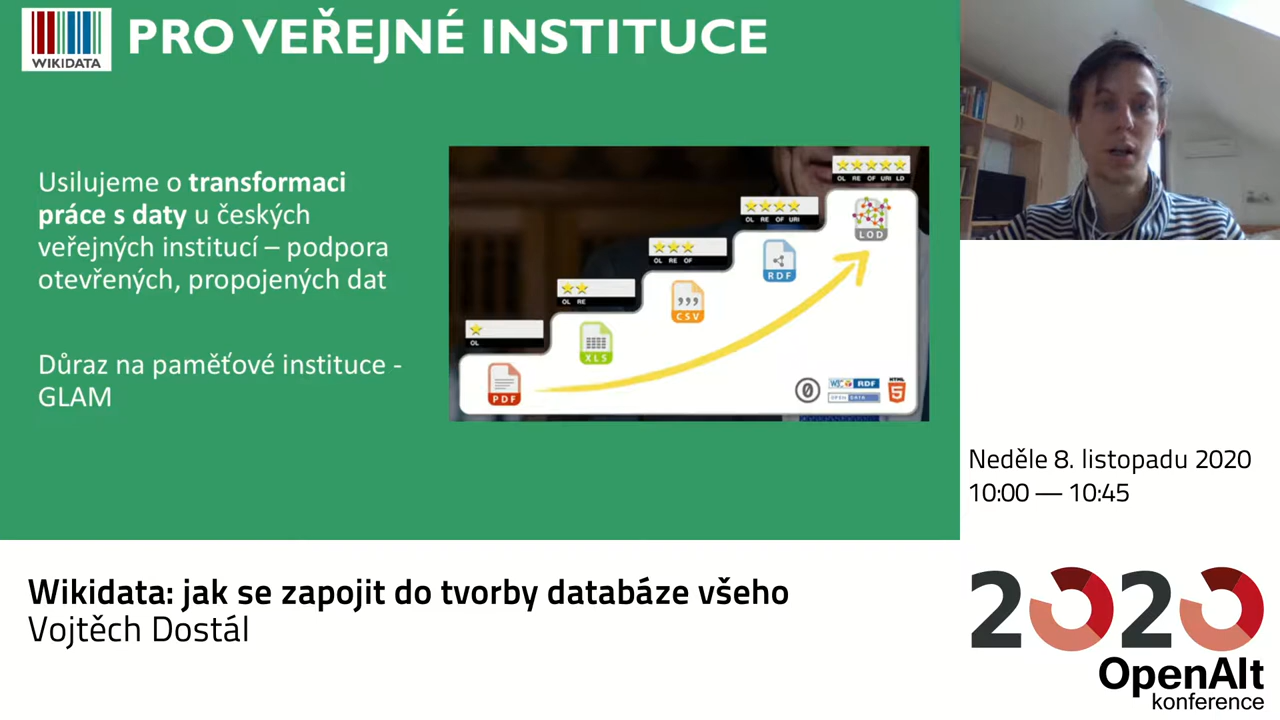 WIKIDATA
PRO VEŘEJNÉ INSTITUCE
Usilujeme o transformaci
práce s daty u českých
veřejných institucí – podpora
otevřených, propojených dat
Důraz na paměťové instituce -
GLAM
OL RE OF URI LD
LOD
OL RE OF URI
RDF
OL RE OF
CSV
OL RE
XLS
OL
PDF
0
W3C RDF
OPEN DATA
HTML
5
Neděle 8. listopadu 2020
10:00 — 10:45
Wikidata: jak se zapojit do tvorby databáze všeho
Vojtěch Dostál
2020
OpenAlt
konference